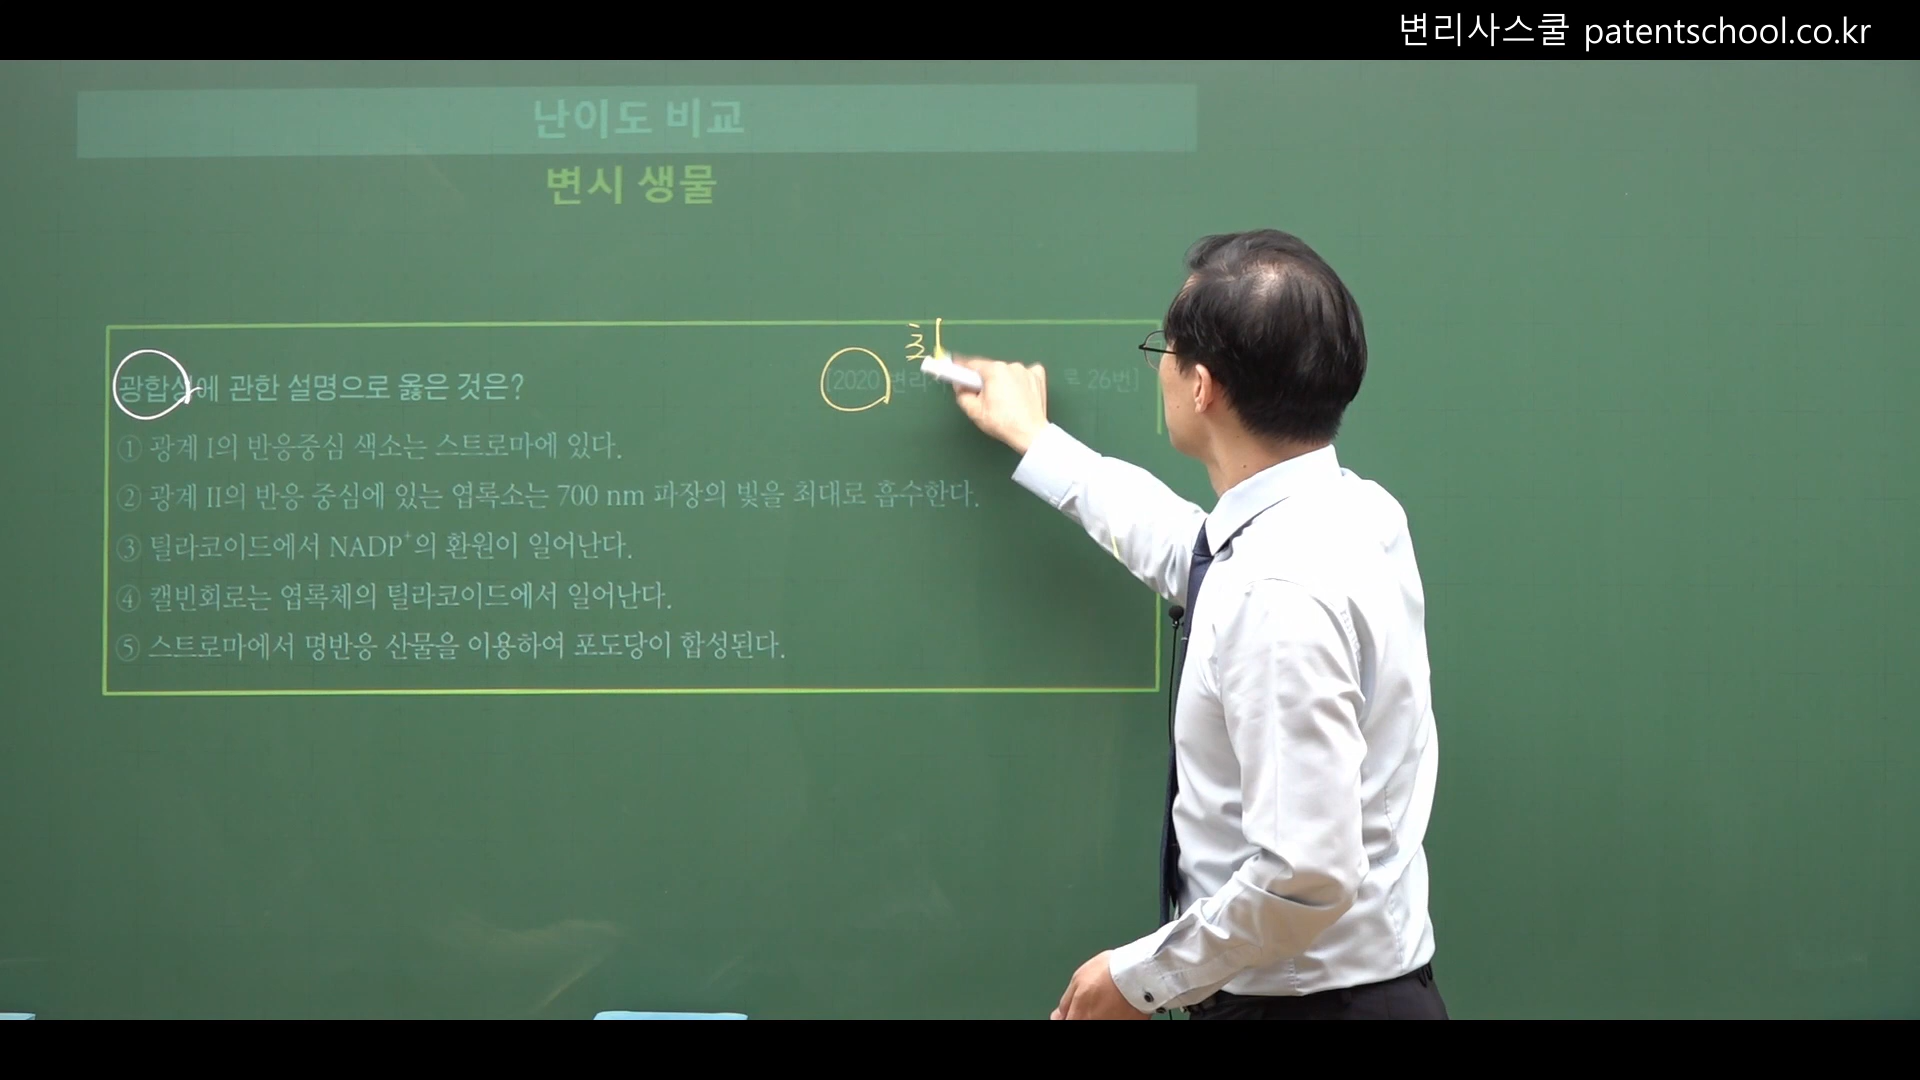 변리사스쿨 patentschool.co.kr
난이도 비교
변시 생물
광합성에 관한 설명으로 옳은 것은? [2020 변리 26번]
① 광계 I의 반응중심 색소는 스트로마에 있다.
② 광계 II의 반응 중심에 있는 엽록소는 700 nm 파장의 빛을 최대로 흡수한다.
③ 틸라코이드에서 NADP⁺의 환원이 일어난다.
④ 캘빈회로는 엽록체의 틸라코이드에서 일어난다.
⑤ 스트로마에서 명반응 산물을 이용하여 포도당이 합성된다.